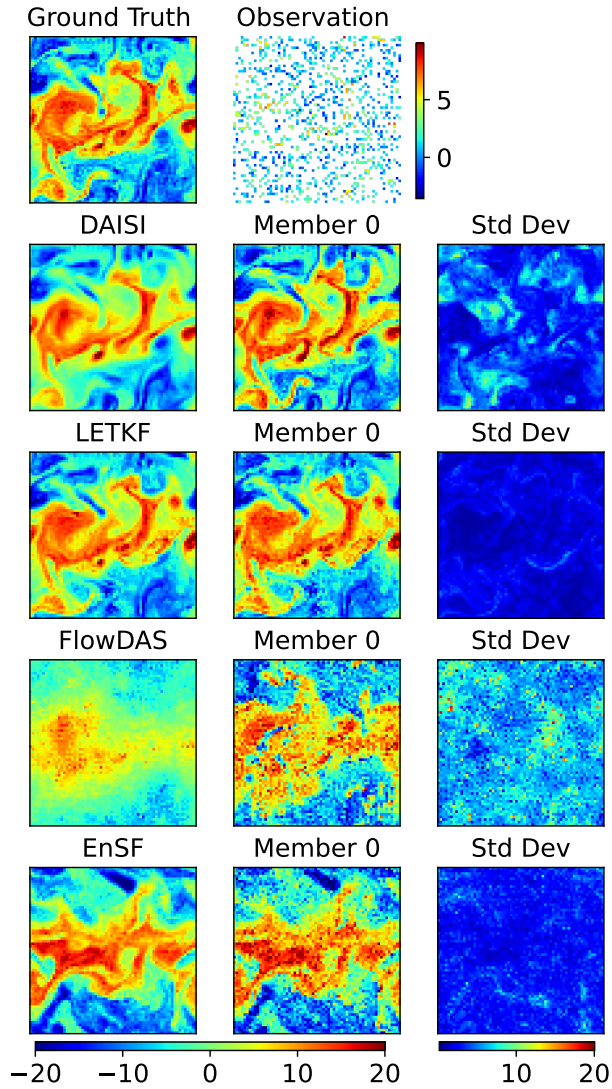 Ground Truth Observation
5
0
DAISI Member 0 Std Dev
LETKF Member 0 Std Dev
FlowDAS Member 0 Std Dev
EnSF Member 0 Std Dev
−20 −10 0 10 20 10 20